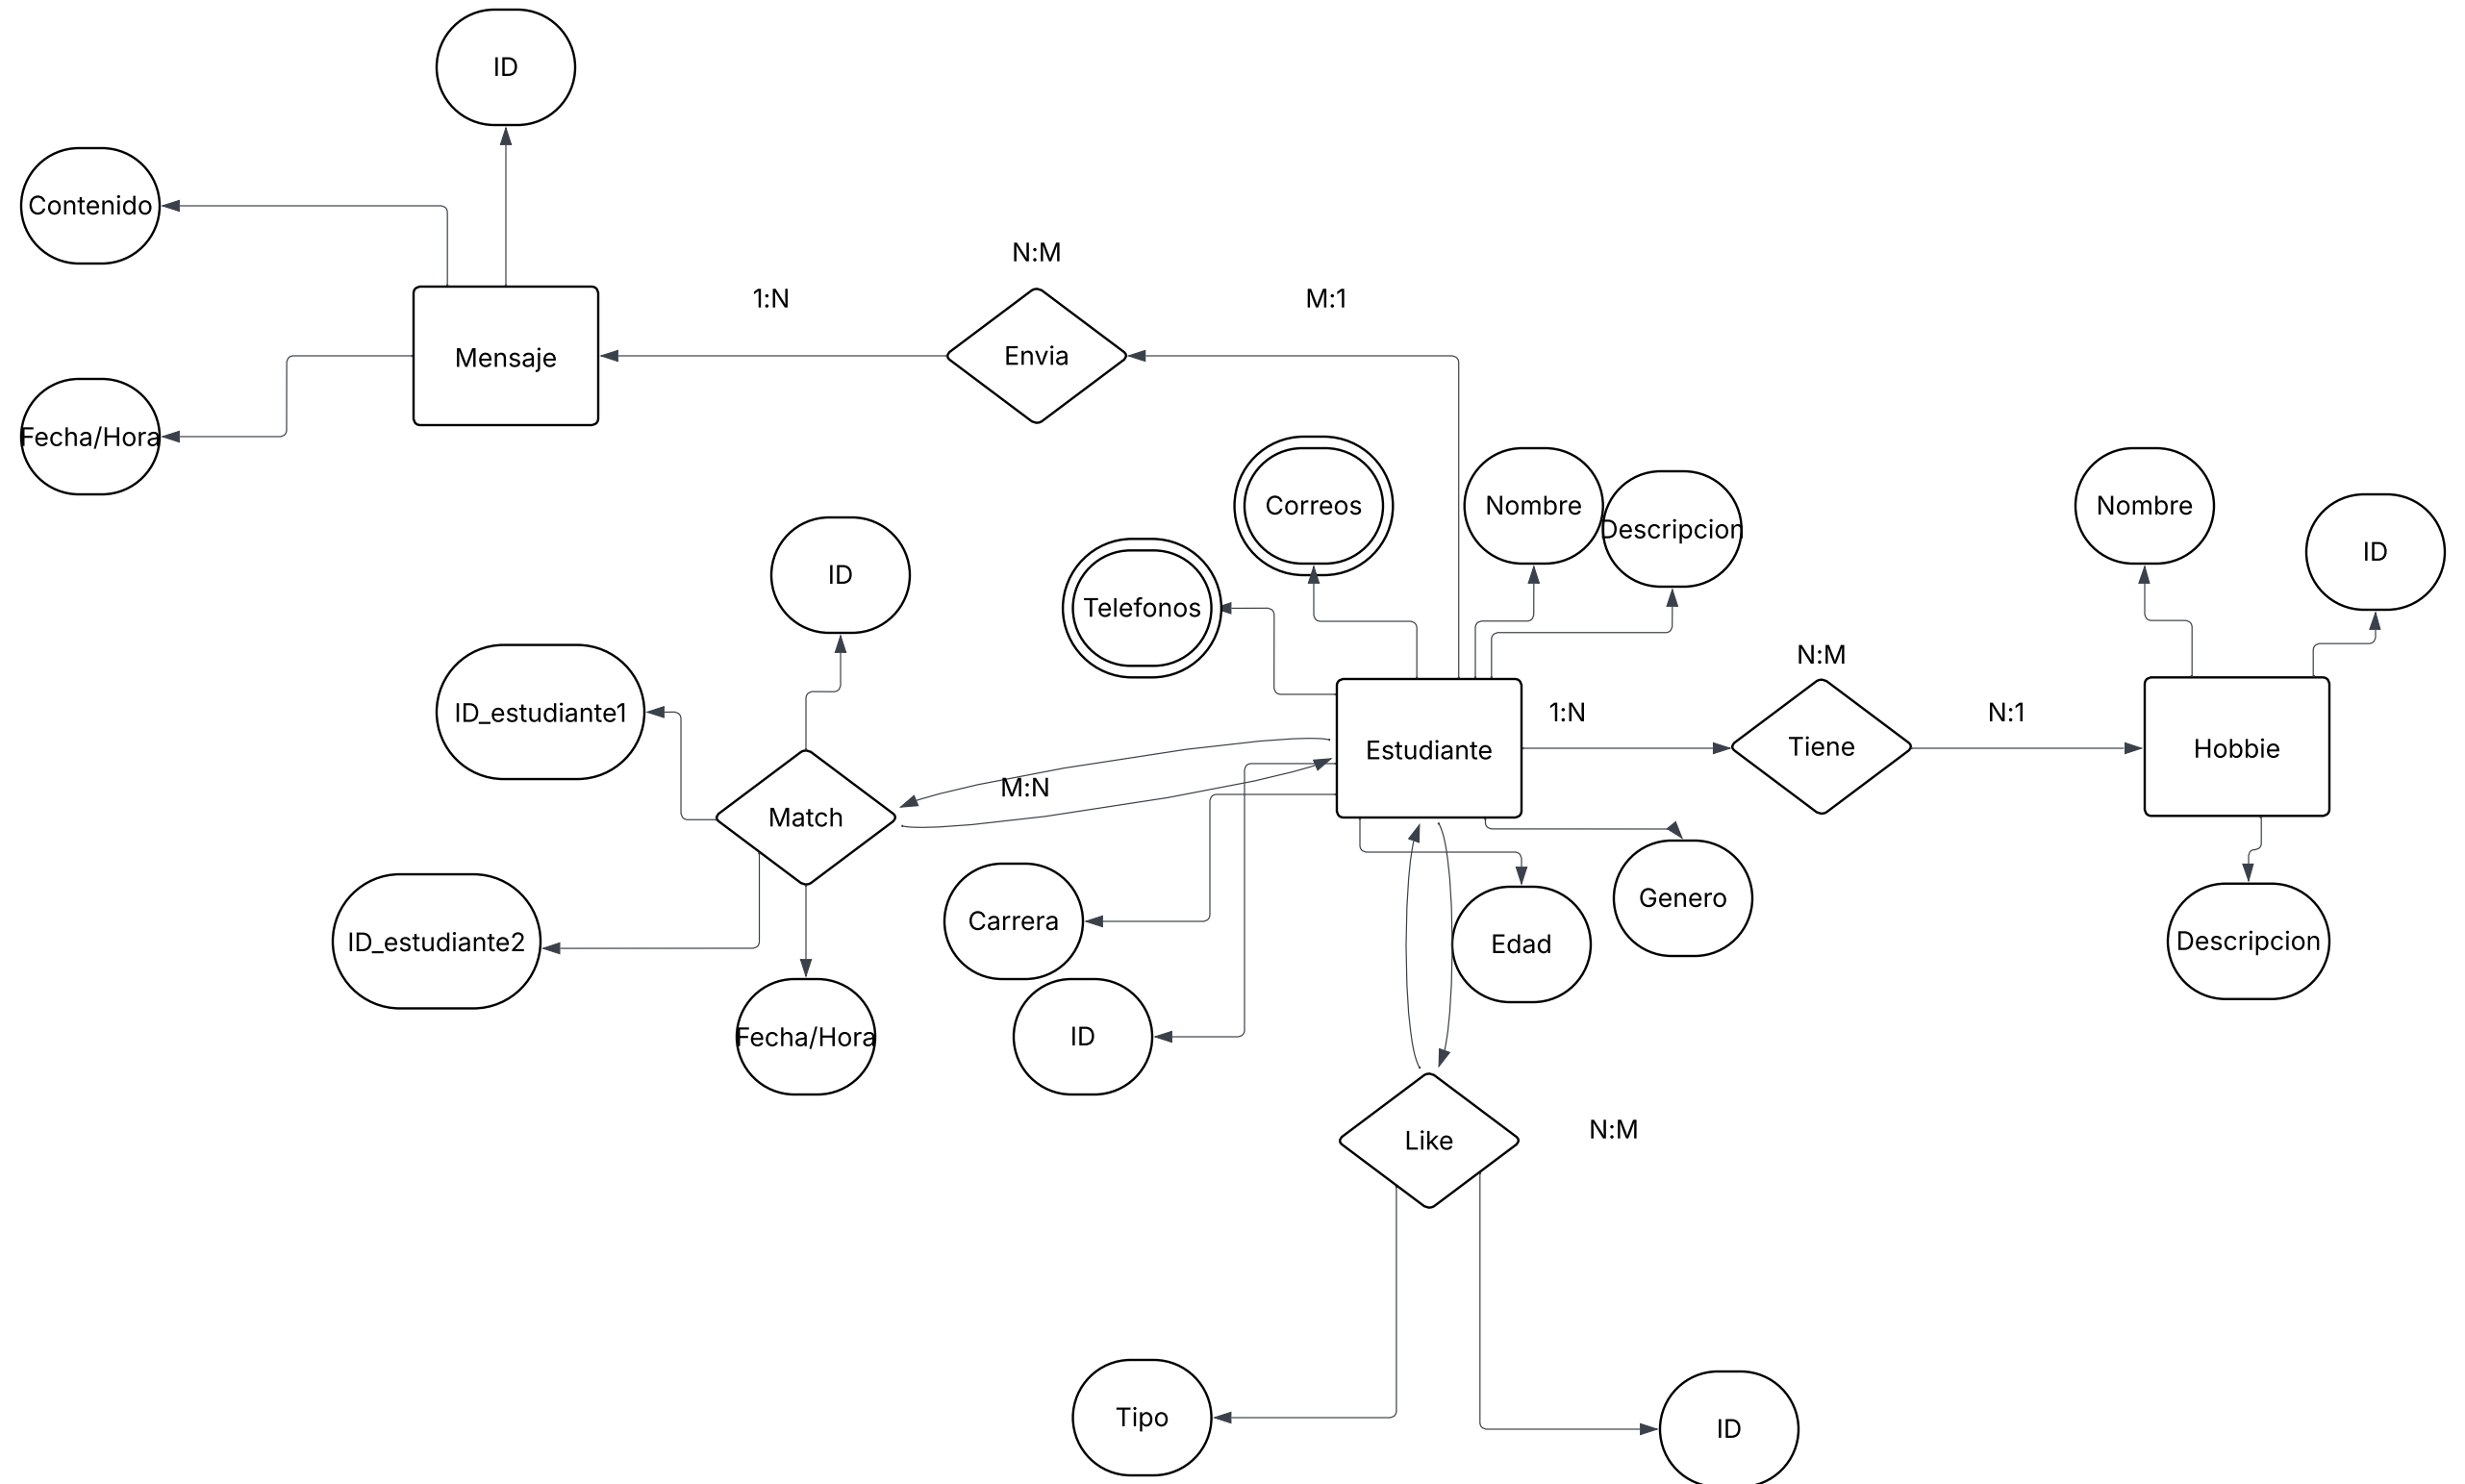 ID
Contenido
N:M
1:N
M:1
Mensaje
Envia
Fecha/Hora
Correos
Nombre
Descripcion
Nombre
ID
ID
Telefonos
N:M
ID_estudiante1
1:N
N:1
Estudiante
Tiene
Hobbie
M:N
Match
Genero
Carrera
Edad
ID_estudiante2
Descripcion
Fecha/Hora
ID
Like
N:M
Tipo
ID